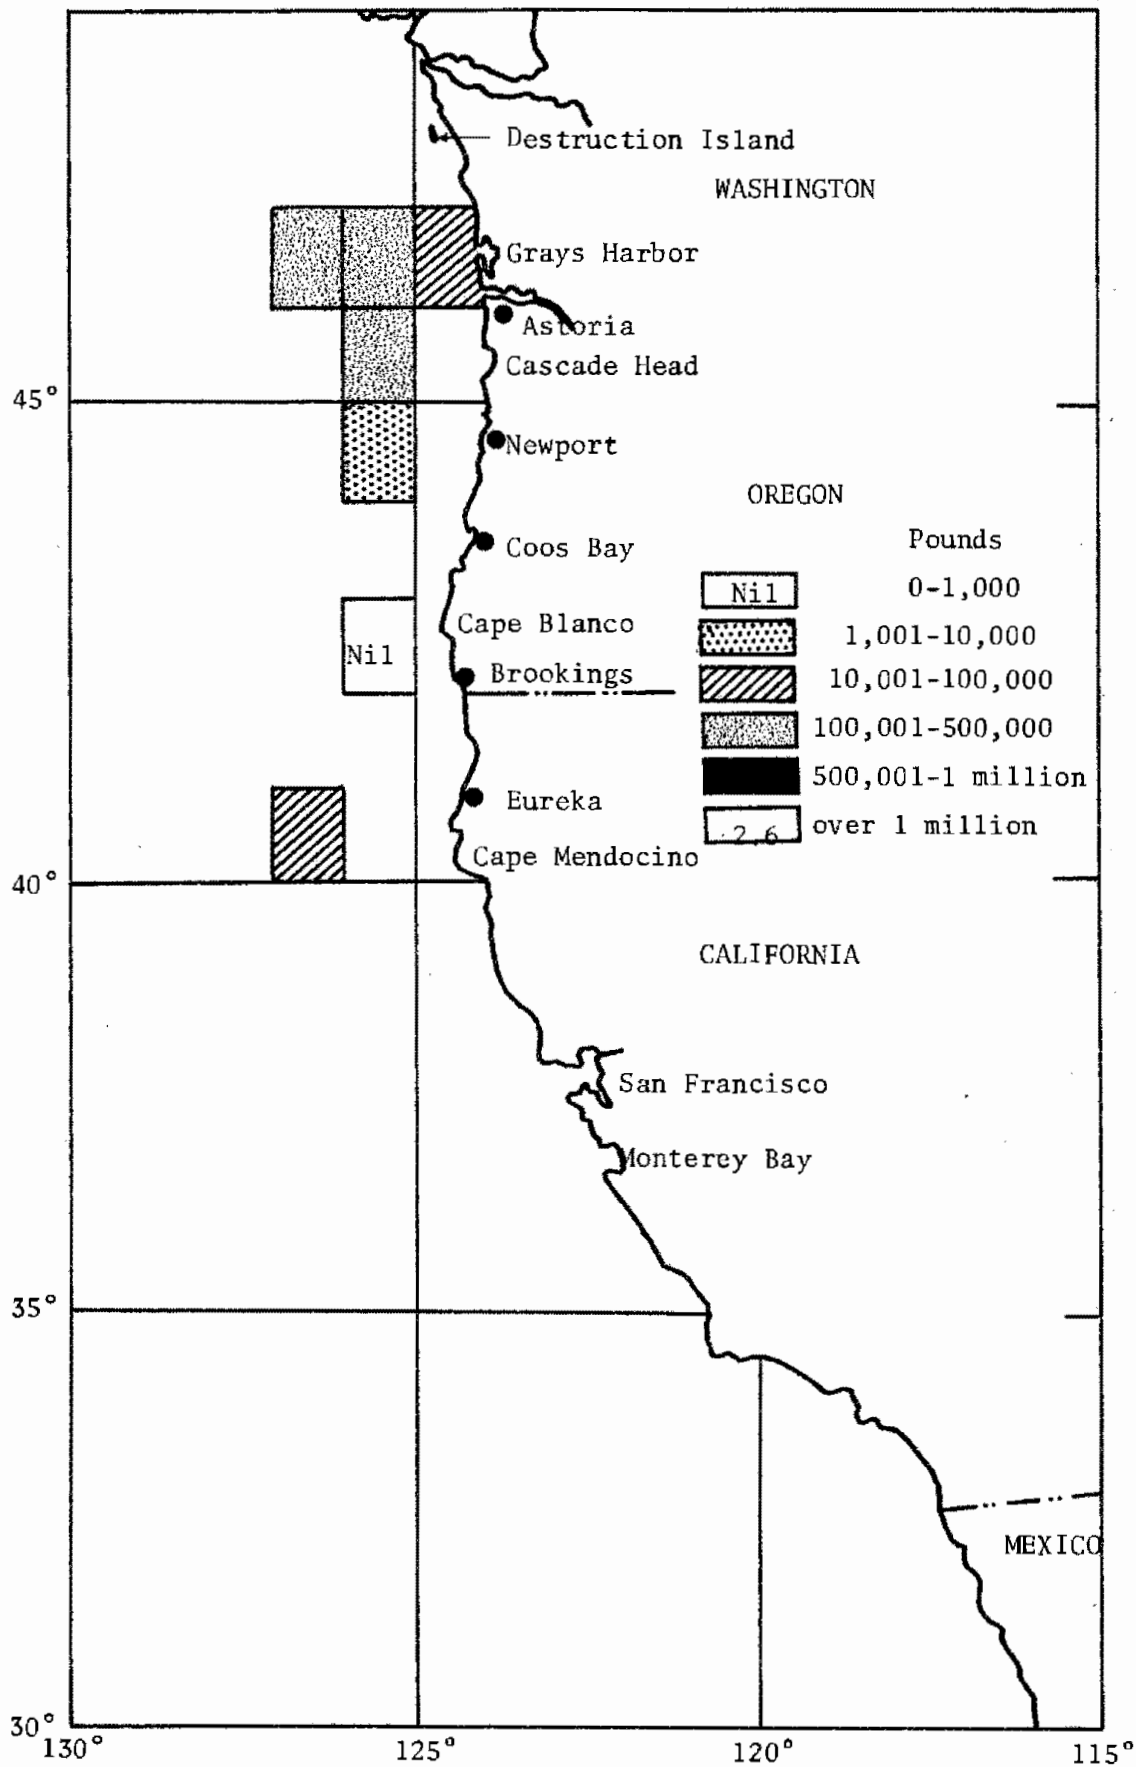 Destruction Island
WASHINGTON
Grays Harbor
Astoria
Cascade Head
45°
Newport
OREGON
Coos Bay
Pounds
Nil 0-1,000
Cape Blanco
1,001-10,000
Nil
Brookings
10,001-100,000
100,001-500,000
500,001-1 million
Eureka
2.6 over 1 million
Cape Mendocino
40°
CALIFORNIA
San Francisco
Monterey Bay
35°
MEXICO
30°
130° 125° 120° 115°